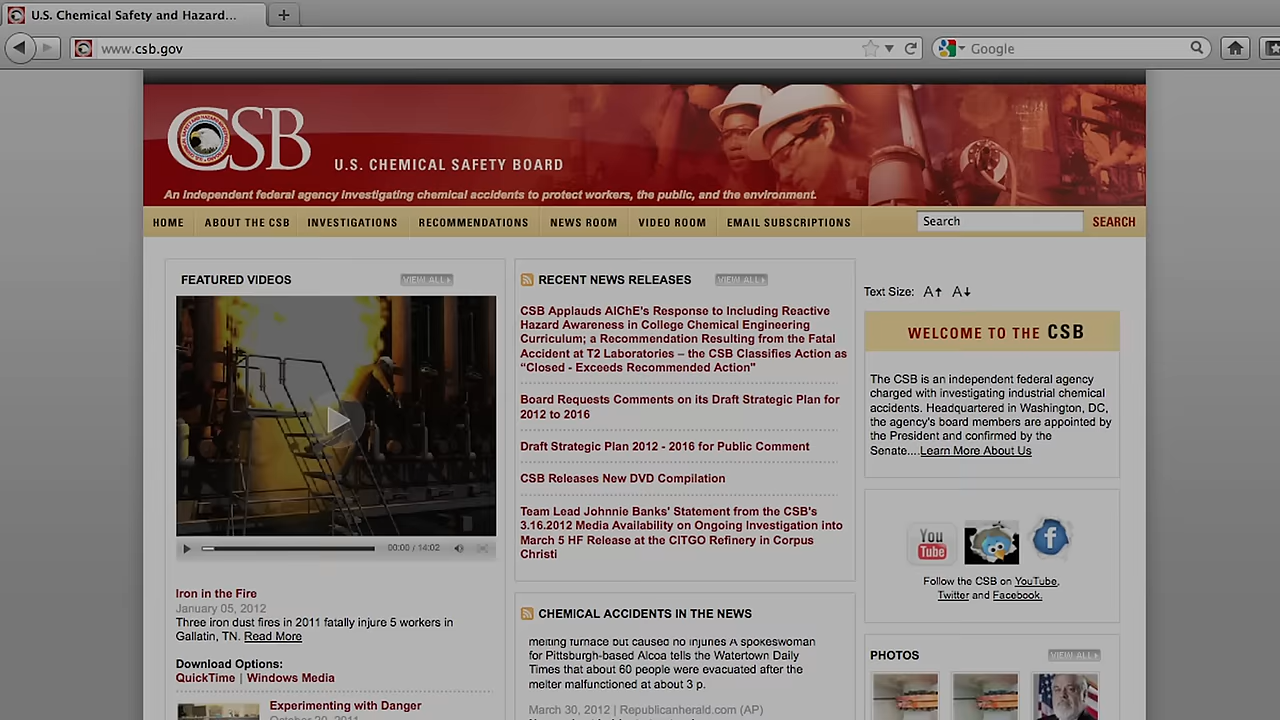 U.S. Chemical Safety and Hazard...
www.csb.gov
Google
CSB
U.S. CHEMICAL SAFETY BOARD
An independent federal agency investigating chemical accidents to protect workers, the public, and the environment.
HOME
ABOUT THE CSB
INVESTIGATIONS
RECOMMENDATIONS
NEWS ROOM
VIDEO ROOM
EMAIL SUBSCRIPTIONS
Search
SEARCH
FEATURED VIDEOS
VIEW ALL
00:00 / 14:02
Iron in the Fire
January 05, 2012
Three iron dust fires in 2011 fatally injure 5 workers in
Gallatin, TN. Read More
Download Options:
QuickTime | Windows Media
Experimenting with Danger
RECENT NEWS RELEASES
VIEW ALL
CSB Applauds AIChE's Response to Including Reactive
Hazard Awareness in College Chemical Engineering
Curriculum; a Recommendation Resulting from the Fatal
Accident at T2 Laboratories – the CSB Classifies Action as
“Closed - Exceeds Recommended Action"
Board Requests Comments on its Draft Strategic Plan for
2012 to 2016
Draft Strategic Plan 2012 - 2016 for Public Comment
CSB Releases New DVD Compilation
Team Lead Johnnie Banks' Statement from the CSB's
3.16.2012 Media Availability on Ongoing Investigation into
March 5 HF Release at the CITGO Refinery in Corpus
Christi
CHEMICAL ACCIDENTS IN THE NEWS
melting furnace but caused no injuries A spokeswoman
for Pittsburgh-based Alcoa tells the Watertown Daily
Times that about 60 people were evacuated after the
melter malfunctioned at about 3 p.
March 30, 2012 | Republicanherald.com (AP)
Text Size: A A
WELCOME TO THE CSB
The CSB is an independent federal agency
charged with investigating industrial chemical
accidents. Headquartered in Washington, DC,
the agency's board members are appointed by
the President and confirmed by the
Senate....Learn More About Us
You
Tube
f
Follow the CSB on YouTube,
Twitter and Facebook.
PHOTOS
VIEW ALL